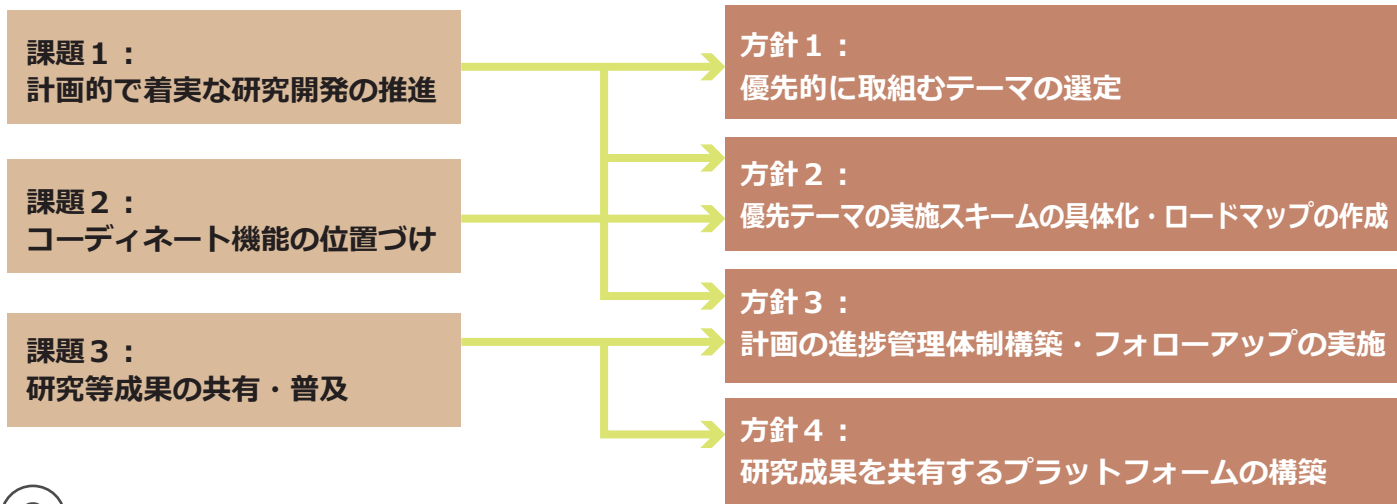 課題１：
計画的で着実な研究開発の推進
課題２：
コーディネート機能の位置づけ
課題３：
研究等成果の共有・普及
方針１：
優先的に取組むテーマの選定
方針２：
優先テーマの実施スキームの具体化・ロードマップの作成
方針３：
計画の進捗管理体制構築・フォローアップの実施
方針４：
研究成果を共有するプラットフォームの構築